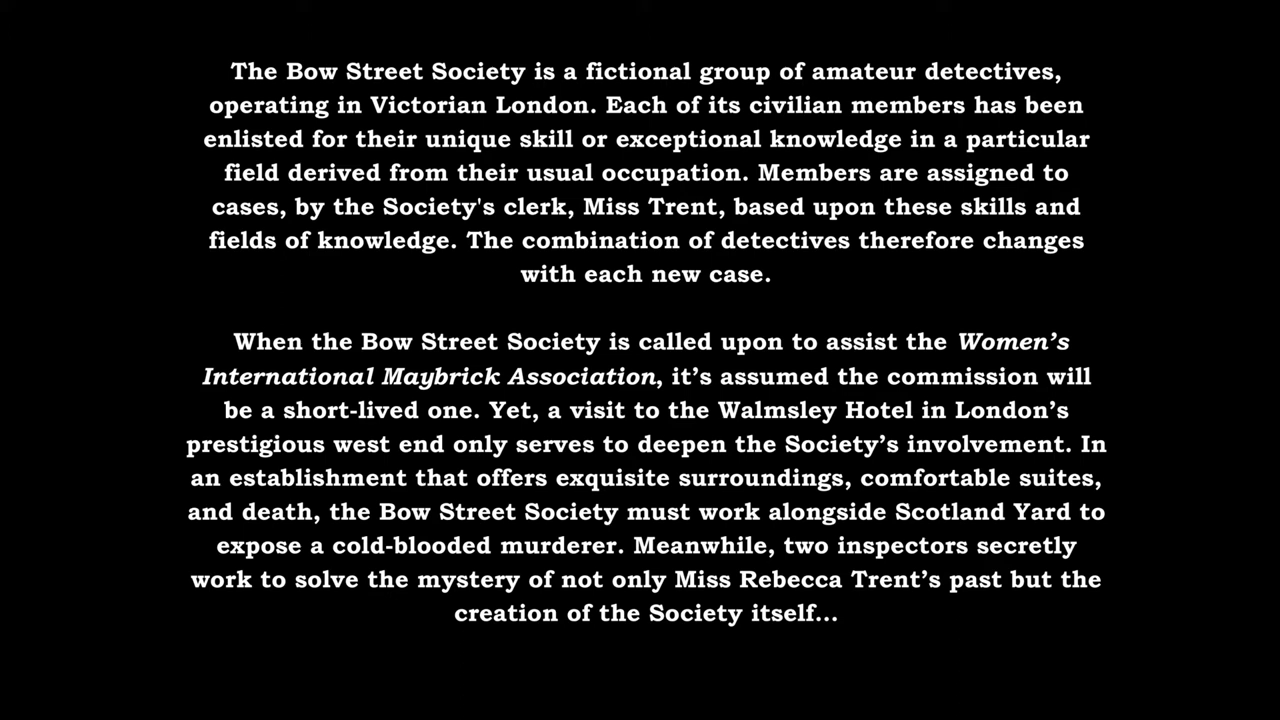 The Bow Street Society is a fictional group of amateur detectives,
operating in Victorian London. Each of its civilian members has been
enlisted for their unique skill or exceptional knowledge in a particular
field derived from their usual occupation. Members are assigned to
cases, by the Society's clerk, Miss Trent, based upon these skills and
fields of knowledge. The combination of detectives therefore changes
with each new case.
When the Bow Street Society is called upon to assist the Women’s
International Maybrick Association, it’s assumed the commission will
be a short-lived one. Yet, a visit to the Walmsley Hotel in London’s
prestigious west end only serves to deepen the Society’s involvement. In
an establishment that offers exquisite surroundings, comfortable suites,
and death, the Bow Street Society must work alongside Scotland Yard to
expose a cold-blooded murderer. Meanwhile, two inspectors secretly
work to solve the mystery of not only Miss Rebecca Trent’s past but the
creation of the Society itself…